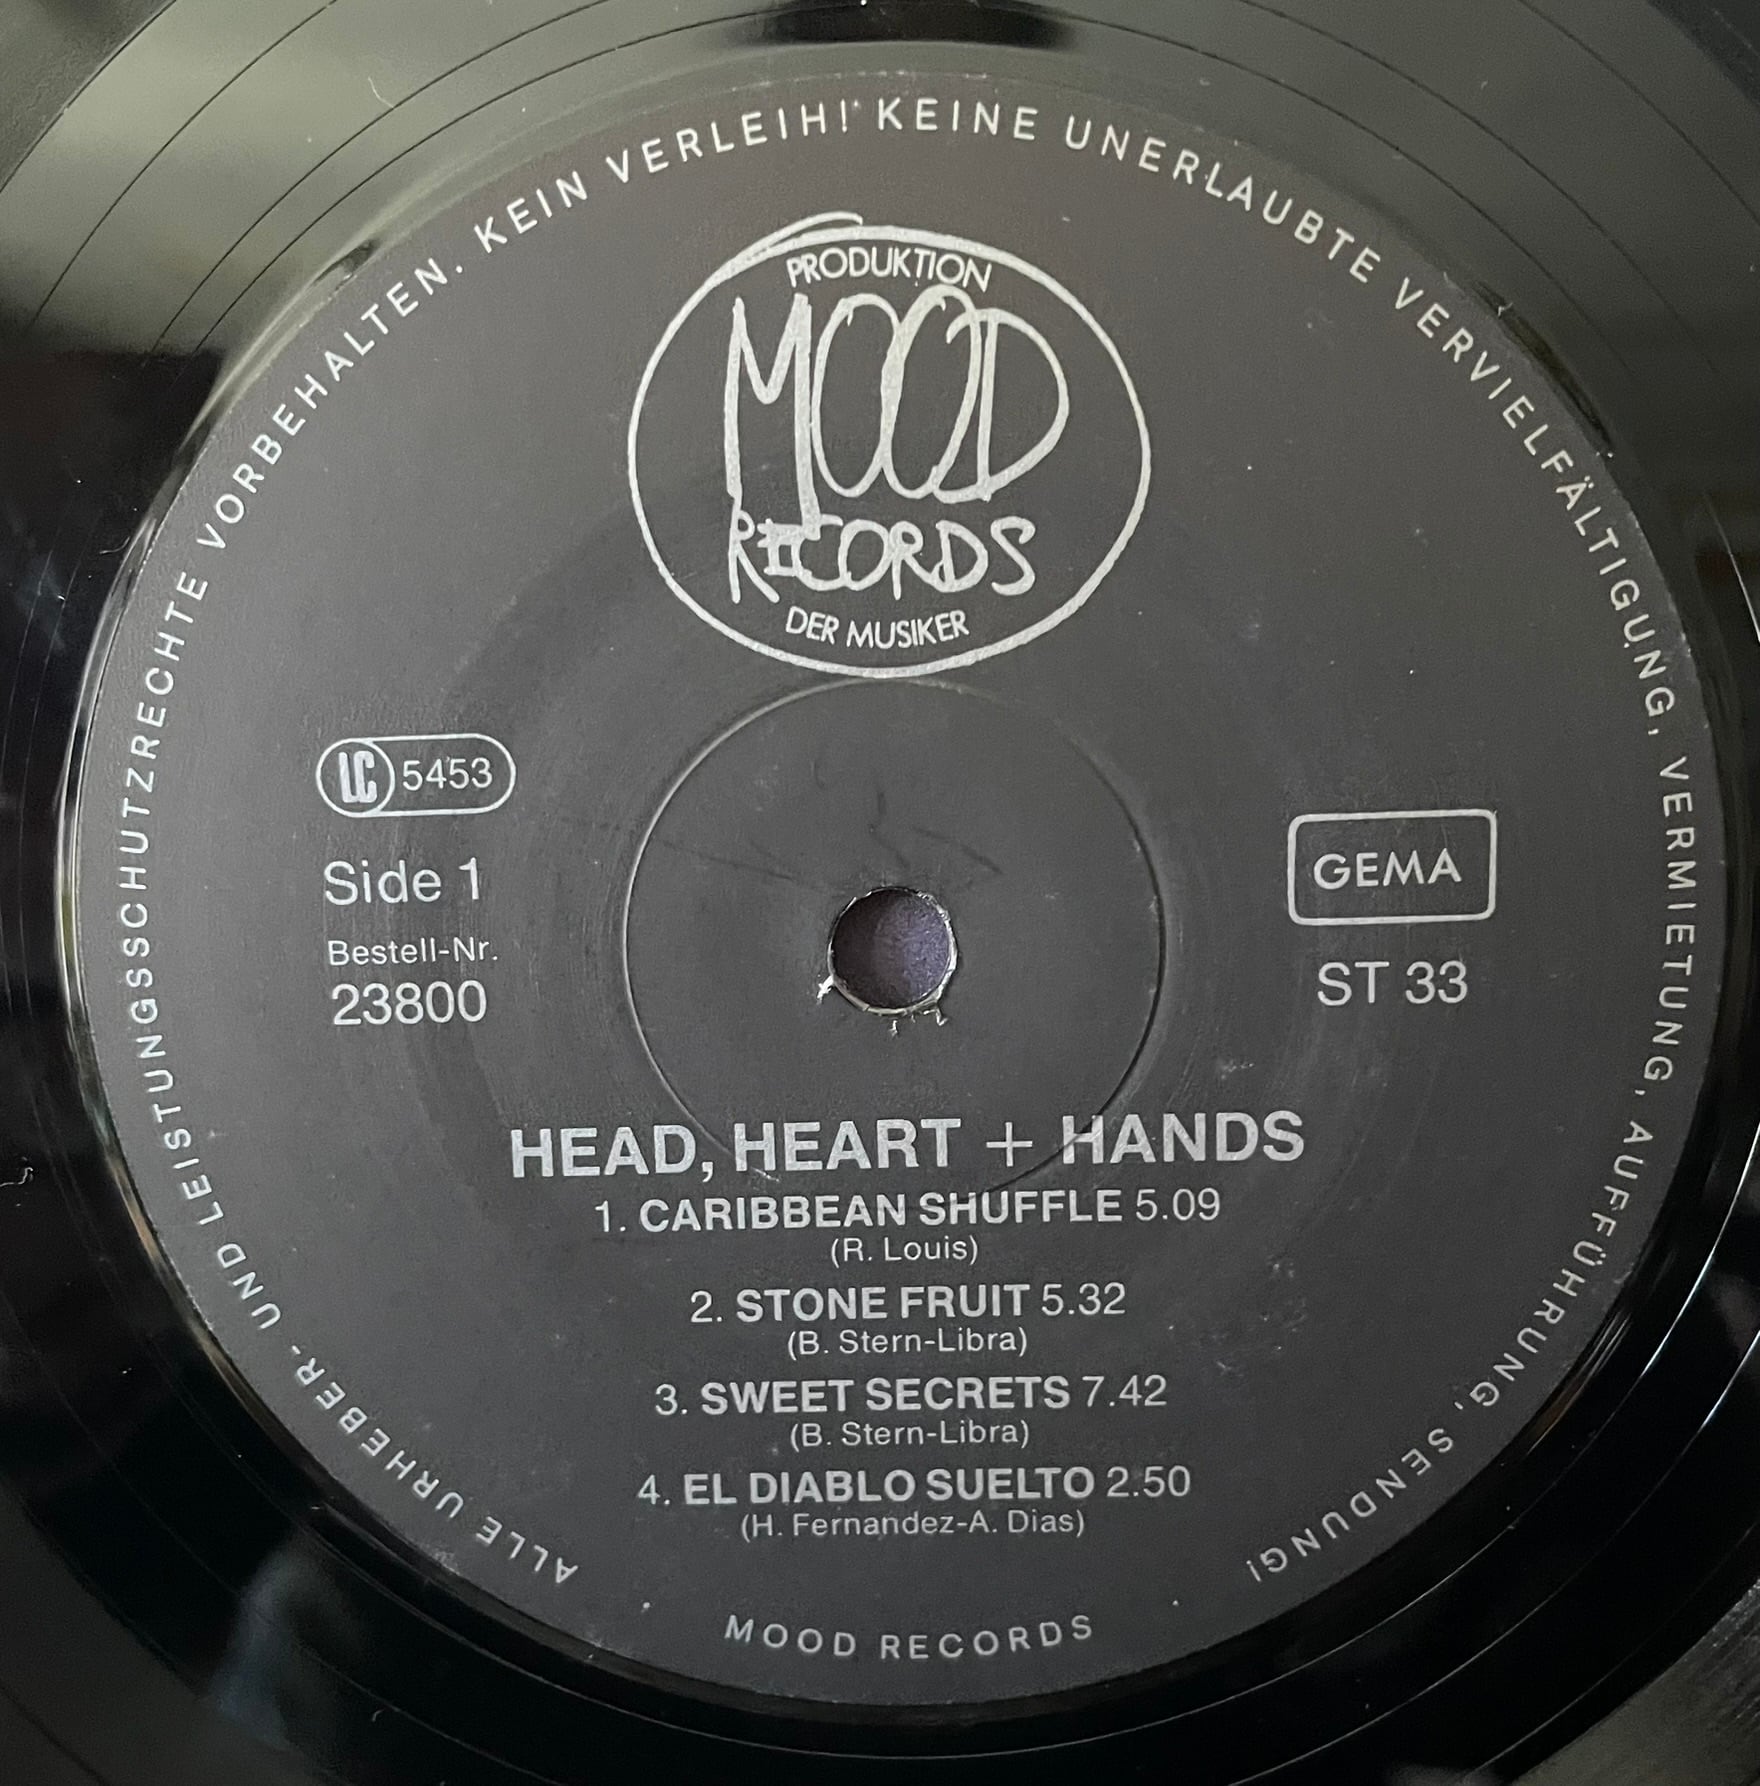 ALLE URHEBER- UND LEISTUNGSSCHUTZRECHTE VORBEHALTEN. KEIN VERLEIH! KEINE UNERLAUBTE VERVIELFÄLTIGUNG, VERMIETUNG, AUFFÜHRUNG, SENDUNG!
PRODUKTION
MOOD
RECORDS
DER MUSIKER
LC 5453
Side 1
Bestell-Nr.
23800
GEMA
ST 33
HEAD, HEART + HANDS
1. CARIBBEAN SHUFFLE 5.09
(R. Louis)
2. STONE FRUIT 5.32
(B. Stern-Libra)
3. SWEET SECRETS 7.42
(B. Stern-Libra)
4. EL DIABLO SUELTO 2.50
(H. Fernandez-A. Dias)
· MOOD RECORDS ·